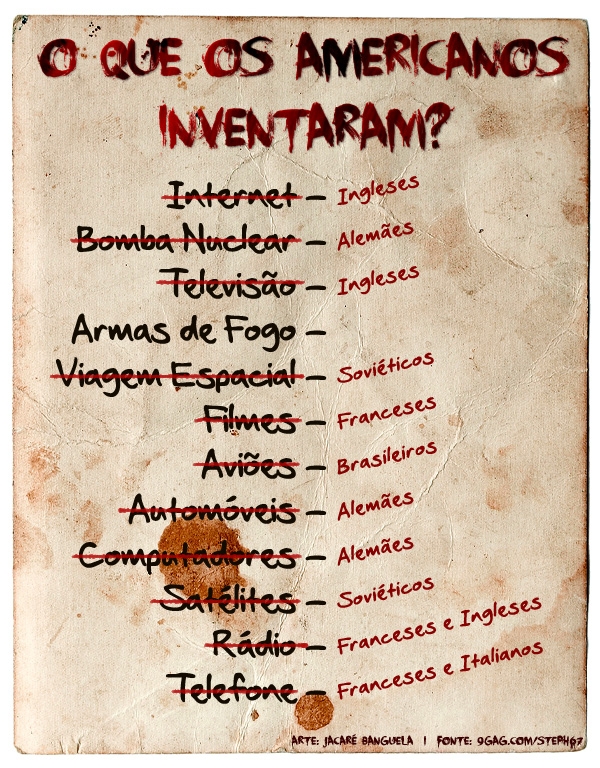 O QUE OS AMERICANOS
INVENTARAM?
Internet – Ingleses
Bomba Nuclear – Alemães
Televisão – Ingleses
Armas de Fogo –
Viagem Espacial – Soviéticos
Filmes – Franceses
Aviões – Brasileiros
Automóveis – Alemães
Computadores – Alemães
Satélites – Soviéticos
Rádio – Franceses e Ingleses
Telefone – Franceses e Italianos
ARTE: JACARÉ BANGUELA | FONTE: 9GAG.COM/STEPH67